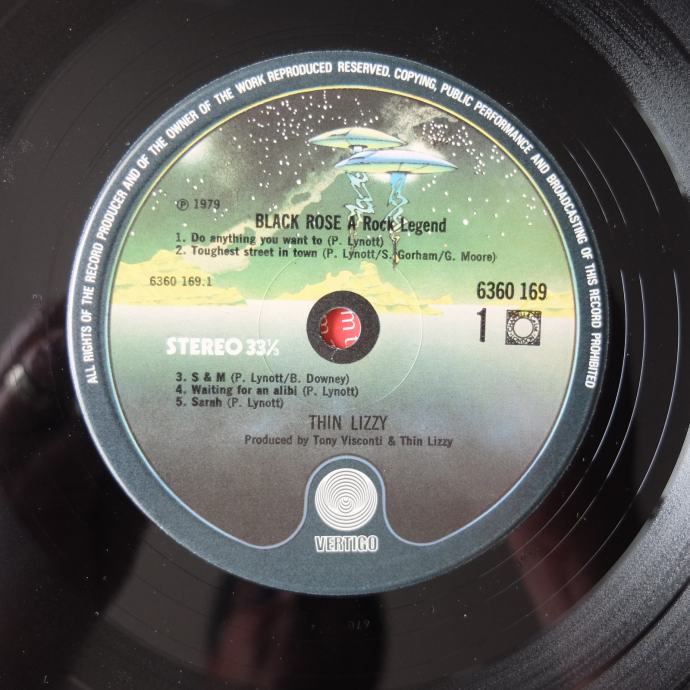 ALL RIGHTS OF THE RECORD PRODUCER AND OF THE OWNER OF THE WORK REPRODUCED RESERVED. COPYING, PUBLIC PERFORMANCE AND BROADCASTING OF THIS RECORD PROHIBITED
Ⓟ 1979
BLACK ROSE A Rock Legend
1. Do anything you want to (P. Lynott)
2. Toughest street in town (P. Lynott/S. Gorham/G. Moore)
6360 169.1
6360 169
1
STEREO 33⅓
3. S & M (P. Lynott/B. Downey)
4. Waiting for an alibi (P. Lynott)
5. Sarah (P. Lynott)
THIN LIZZY
Produced by Tony Visconti & Thin Lizzy
VERTIGO